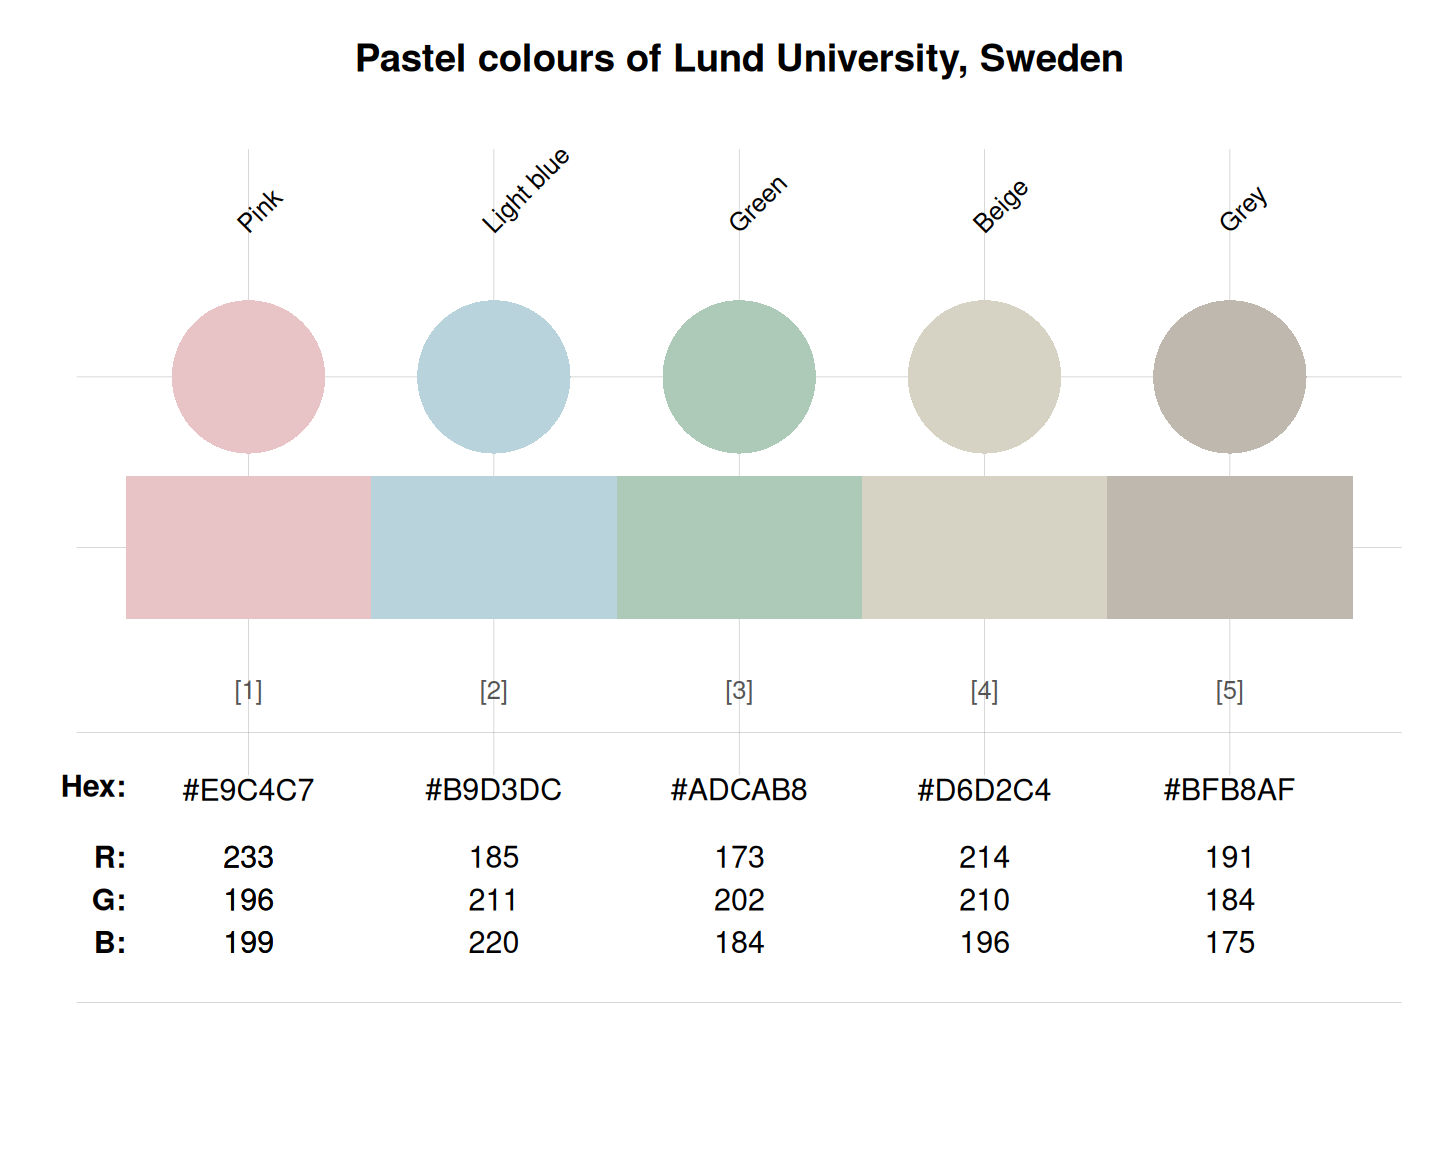 Pastel colours of Lund University, Sweden
Pink Light blue Green Beige Grey
[1] [2] [3] [4] [5]
Hex: #E9C4C7 #B9D3DC #ADCAB8 #D6D2C4 #BFB8AF
R: 233 185 173 214 191
G: 196 211 202 210 184
B: 199 220 184 196 175